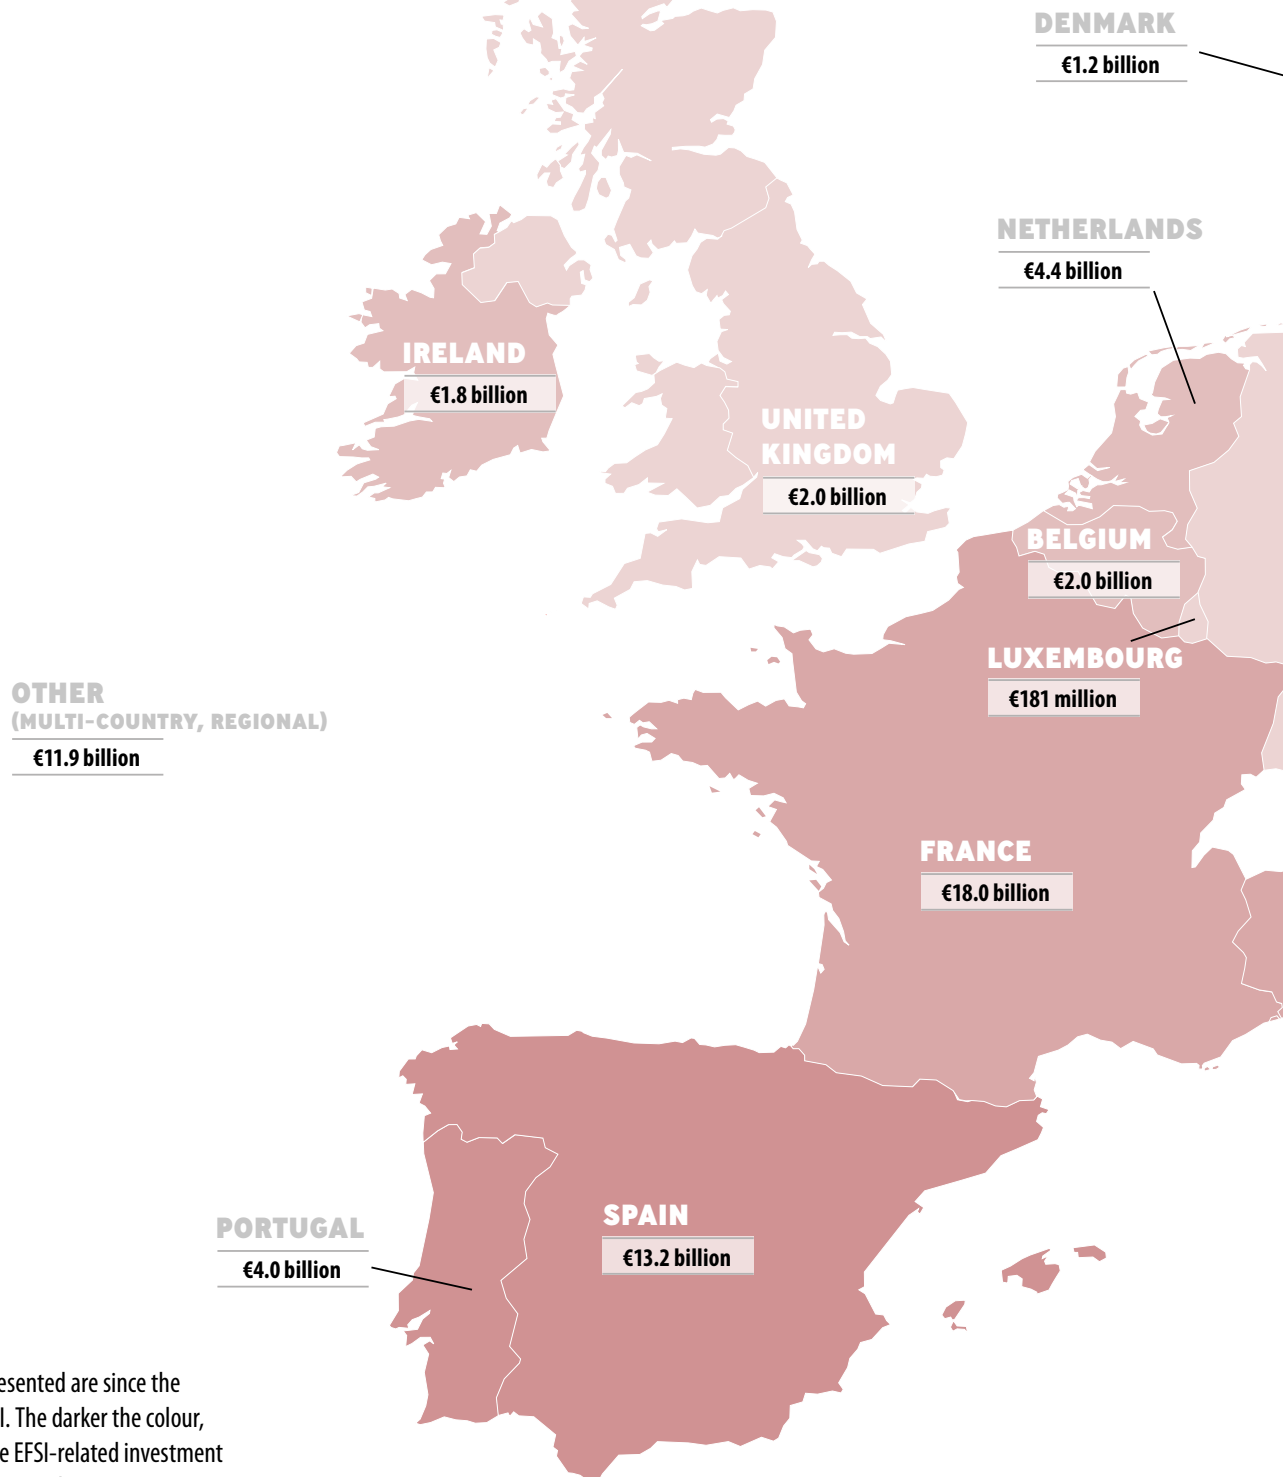 DENMARK
€1.2 billion
NETHERLANDS
€4.4 billion
IRELAND
€1.8 billion
UNITED
KINGDOM
€2.0 billion
BELGIUM
€2.0 billion
LUXEMBOURG
€181 million
OTHER
(MULTI-COUNTRY, REGIONAL)
€11.9 billion
FRANCE
€18.0 billion
SPAIN
€13.2 billion
PORTUGAL
€4.0 billion
esented are since the
I. The darker the colour,
e EFSI-related investment